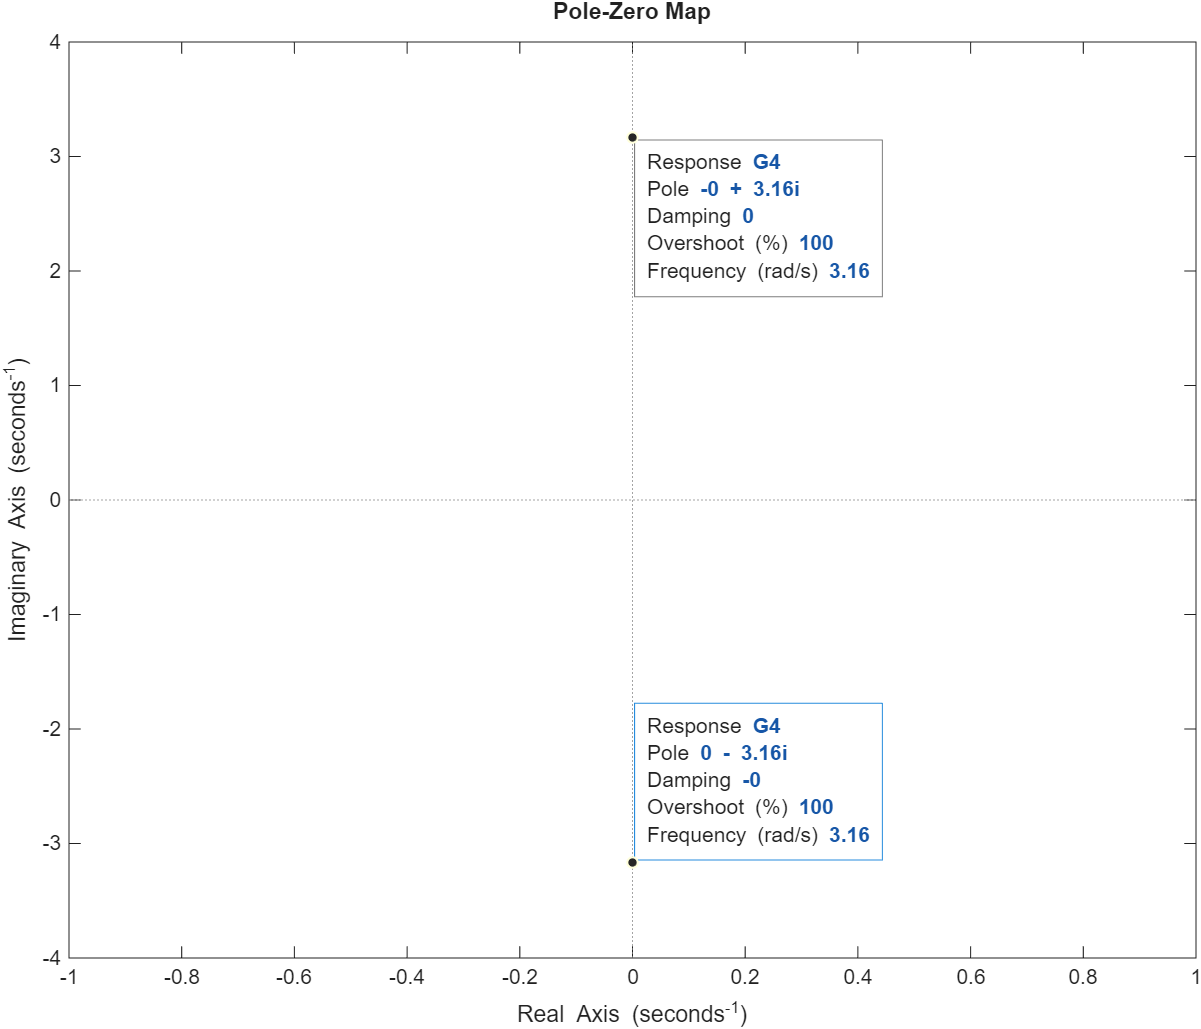 Pole-Zero Map
4
3
2
1
0
-1
-2
-3
-4
Imaginary Axis (seconds⁻¹)
Response G4
Pole -0 + 3.16i
Damping 0
Overshoot (%) 100
Frequency (rad/s) 3.16
Response G4
Pole 0 - 3.16i
Damping -0
Overshoot (%) 100
Frequency (rad/s) 3.16
-1 -0.8 -0.6 -0.4 -0.2 0 0.2 0.4 0.6 0.8 1
Real Axis (seconds⁻¹)